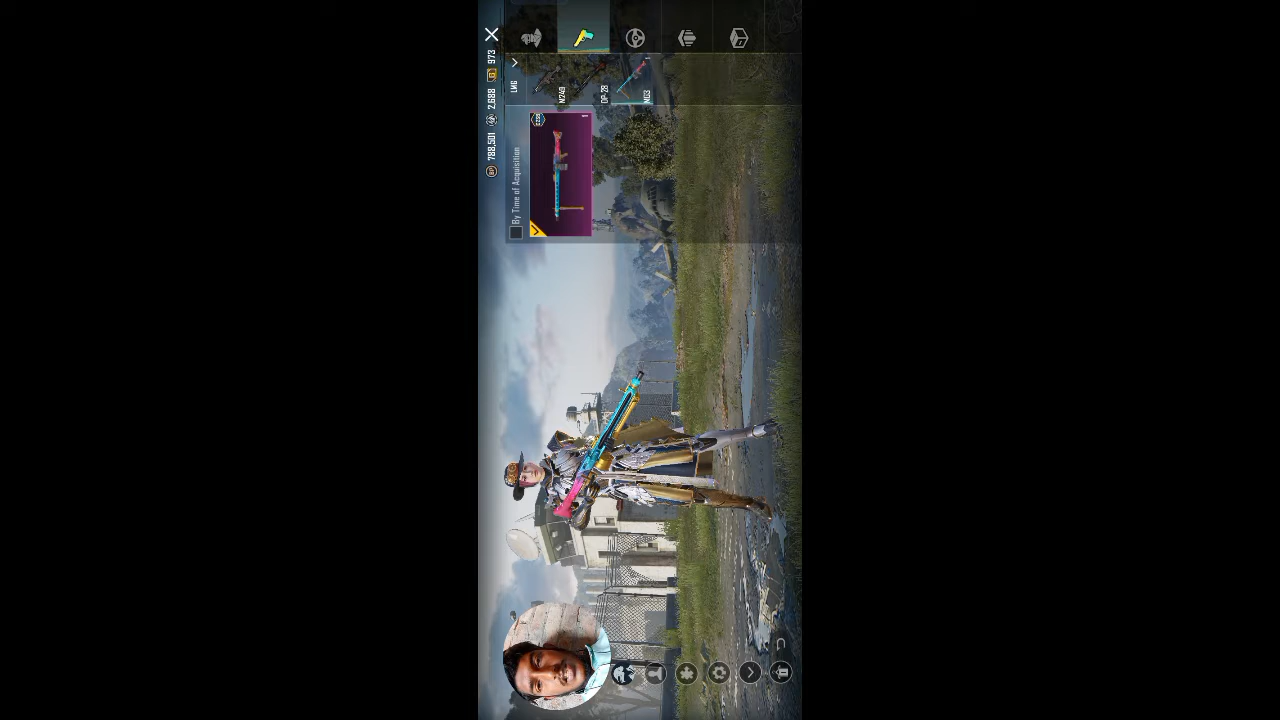 788,501
2,688
973
LMG
M249
DP-28
MG3
By Time of Acquisition